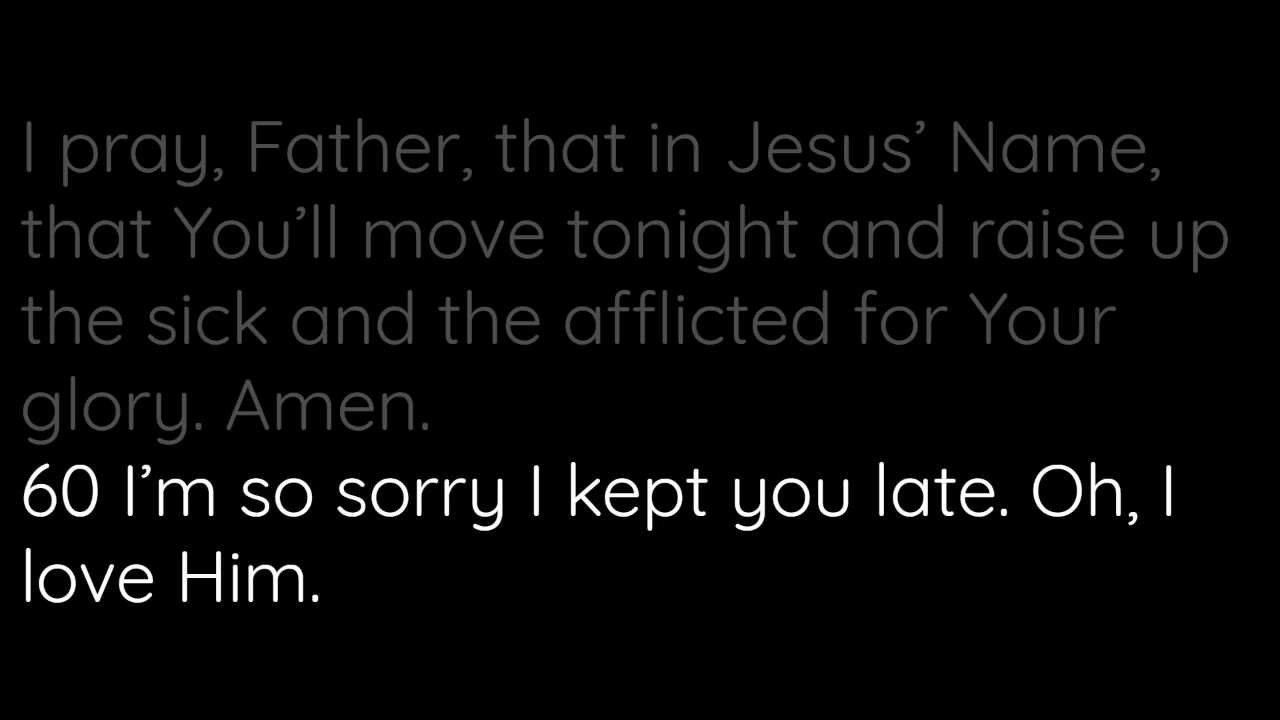 I pray, Father, that in Jesus’ Name,
that You’ll move tonight and raise up
the sick and the afflicted for Your
glory. Amen.
60 I’m so sorry I kept you late. Oh, I
love Him.